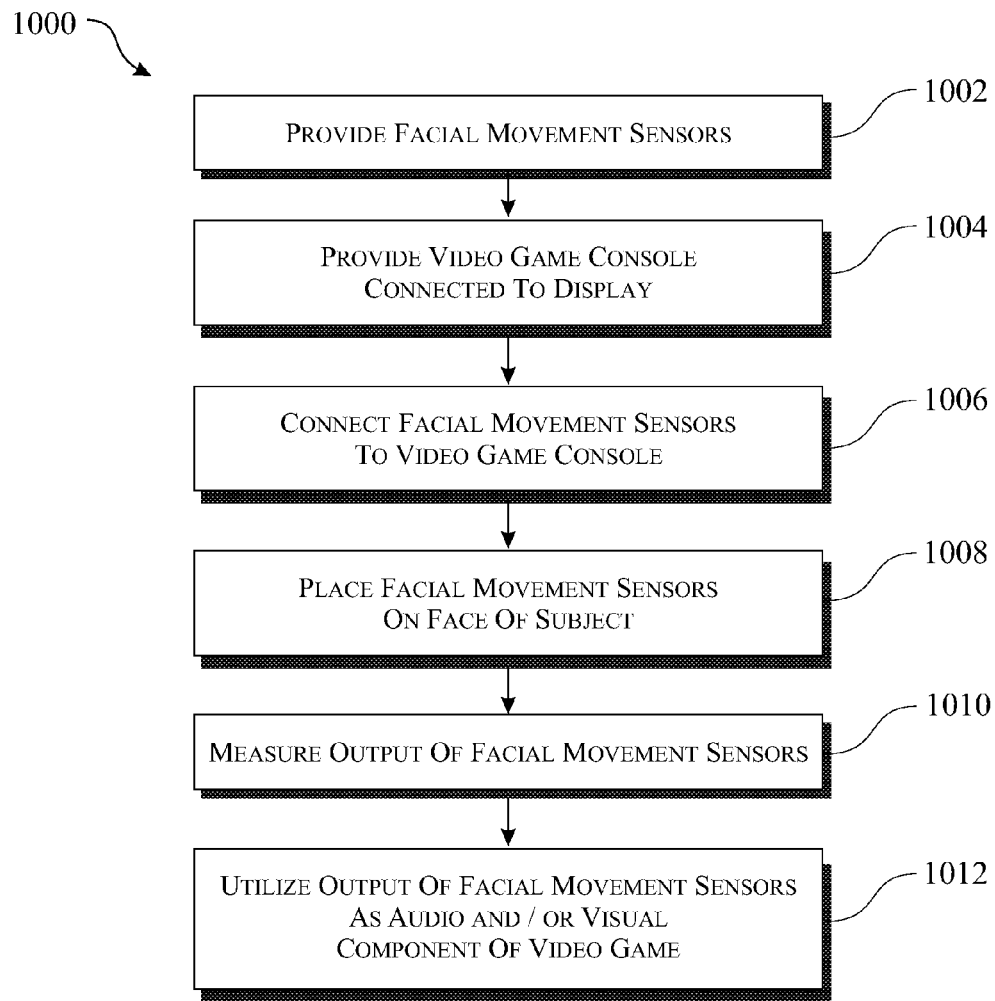 1000
1002
PROVIDE FACIAL MOVEMENT SENSORS
1004
PROVIDE VIDEO GAME CONSOLE
CONNECTED TO DISPLAY
1006
CONNECT FACIAL MOVEMENT SENSORS
TO VIDEO GAME CONSOLE
1008
PLACE FACIAL MOVEMENT SENSORS
ON FACE OF SUBJECT
1010
MEASURE OUTPUT OF FACIAL MOVEMENT SENSORS
1012
UTILIZE OUTPUT OF FACIAL MOVEMENT SENSORS
AS AUDIO AND / OR VISUAL
COMPONENT OF VIDEO GAME